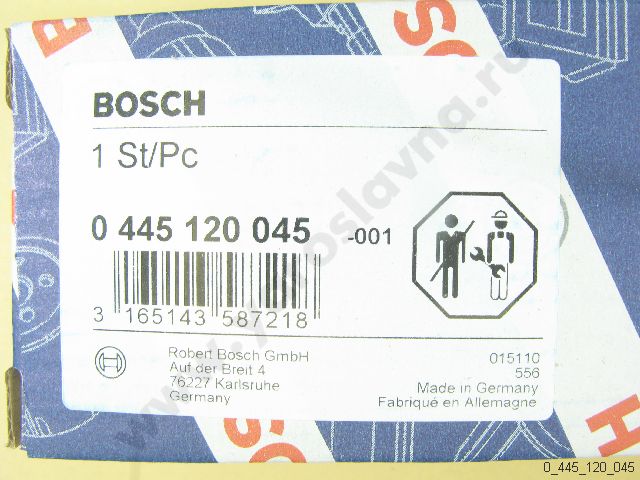 BOSCH
1 St/Pc
0 445 120 045 -001
3 165143 587218
Robert Bosch GmbH
Auf der Breit 4
76227 Karlsruhe
Germany
015110
556
Made in Germany
Fabriqué en Allemagne
0_445_120_045